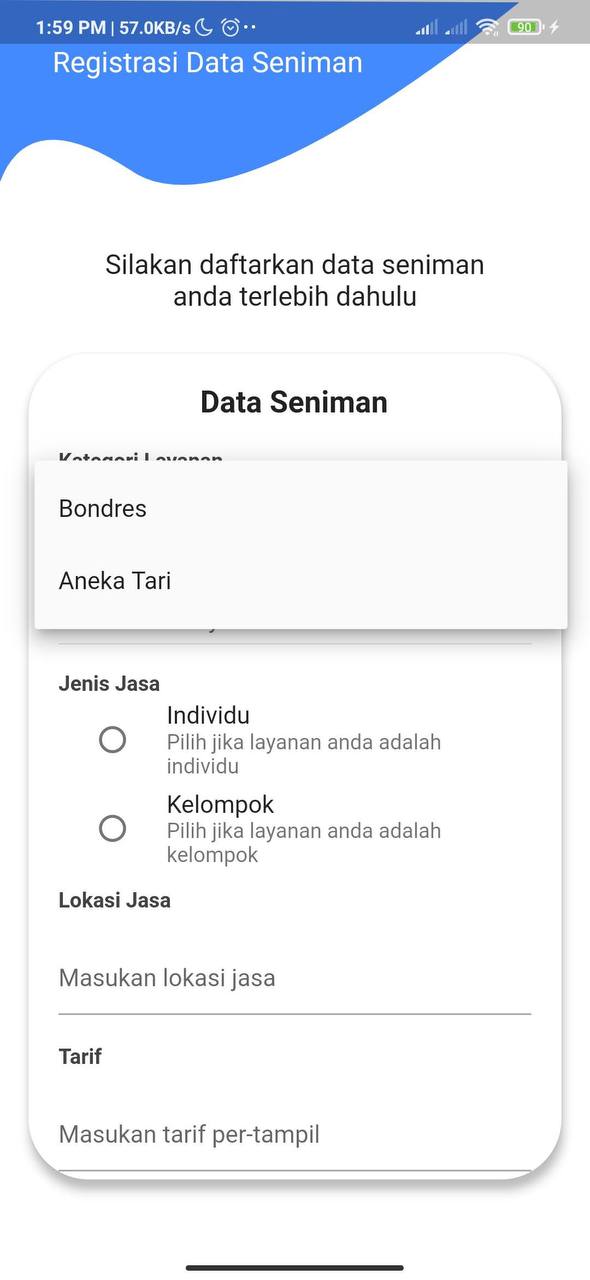 1:59 PM | 57.0KB/s
90
Registrasi Data Seniman
Silakan daftarkan data seniman
anda terlebih dahulu
Data Seniman
Kategori Layanan
Bondres
Aneka Tari
Jenis Jasa
Individu
Pilih jika layanan anda adalah
individu
Kelompok
Pilih jika layanan anda adalah
kelompok
Lokasi Jasa
Masukan lokasi jasa
Tarif
Masukan tarif per-tampil